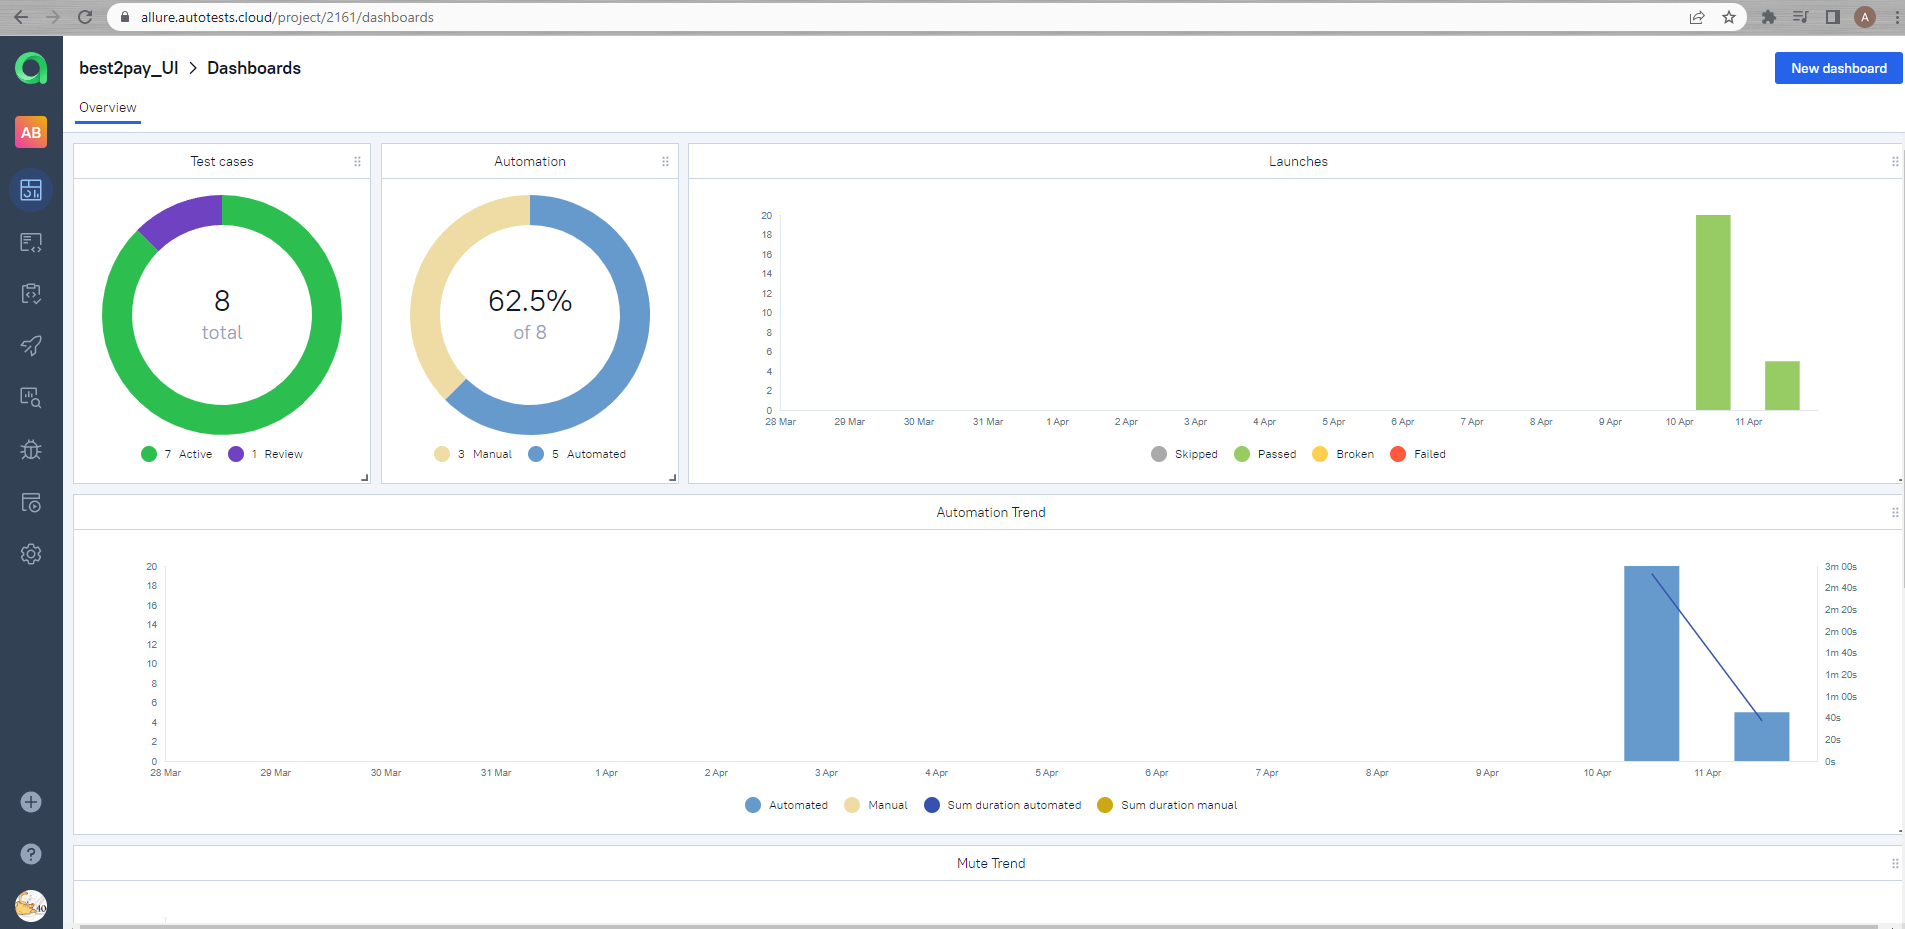 allure.autotests.cloud/project/2161/dashboards
A
best2pay_UI > Dashboards
New dashboard
Overview
AB
Test cases
8
total
7 Active
1 Review
Automation
62.5%
of 8
3 Manual
5 Automated
Launches
20
18
16
14
12
10
8
6
4
2
0
28 Mar 29 Mar 30 Mar 31 Mar 1 Apr 2 Apr 3 Apr 4 Apr 5 Apr 6 Apr 7 Apr 8 Apr 9 Apr 10 Apr 11 Apr
Skipped Passed Broken Failed
Automation Trend
20
18
16
14
12
10
8
6
4
2
0
3m 00s
2m 40s
2m 20s
2m 00s
1m 40s
1m 20s
1m 00s
40s
20s
0s
28 Mar 29 Mar 30 Mar 31 Mar 1 Apr 2 Apr 3 Apr 4 Apr 5 Apr 6 Apr 7 Apr 8 Apr 9 Apr 10 Apr 11 Apr
Automated Manual Sum duration automated Sum duration manual
Mute Trend
?
40